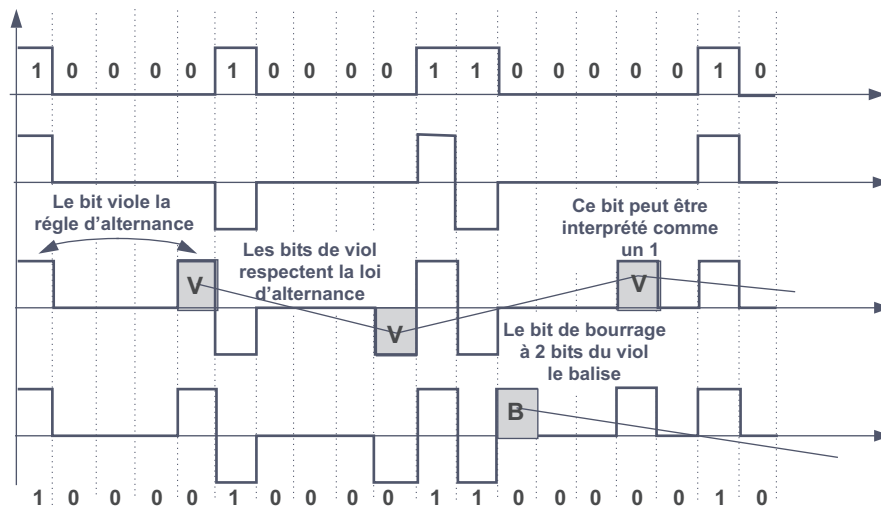 1 0 0 0 0 1 0 0 0 0 1 1 0 0 0 0 0 1 0
Le bit viole la
régle d’alternance
Les bits de viol
respectent la loi
d’alternance
Ce bit peut être
interprété comme
un 1
V
V
V
Le bit de bourrage
à 2 bits du viol
le balise
B
1 0 0 0 0 1 0 0 0 0 1 1 0 0 0 0 0 1 0